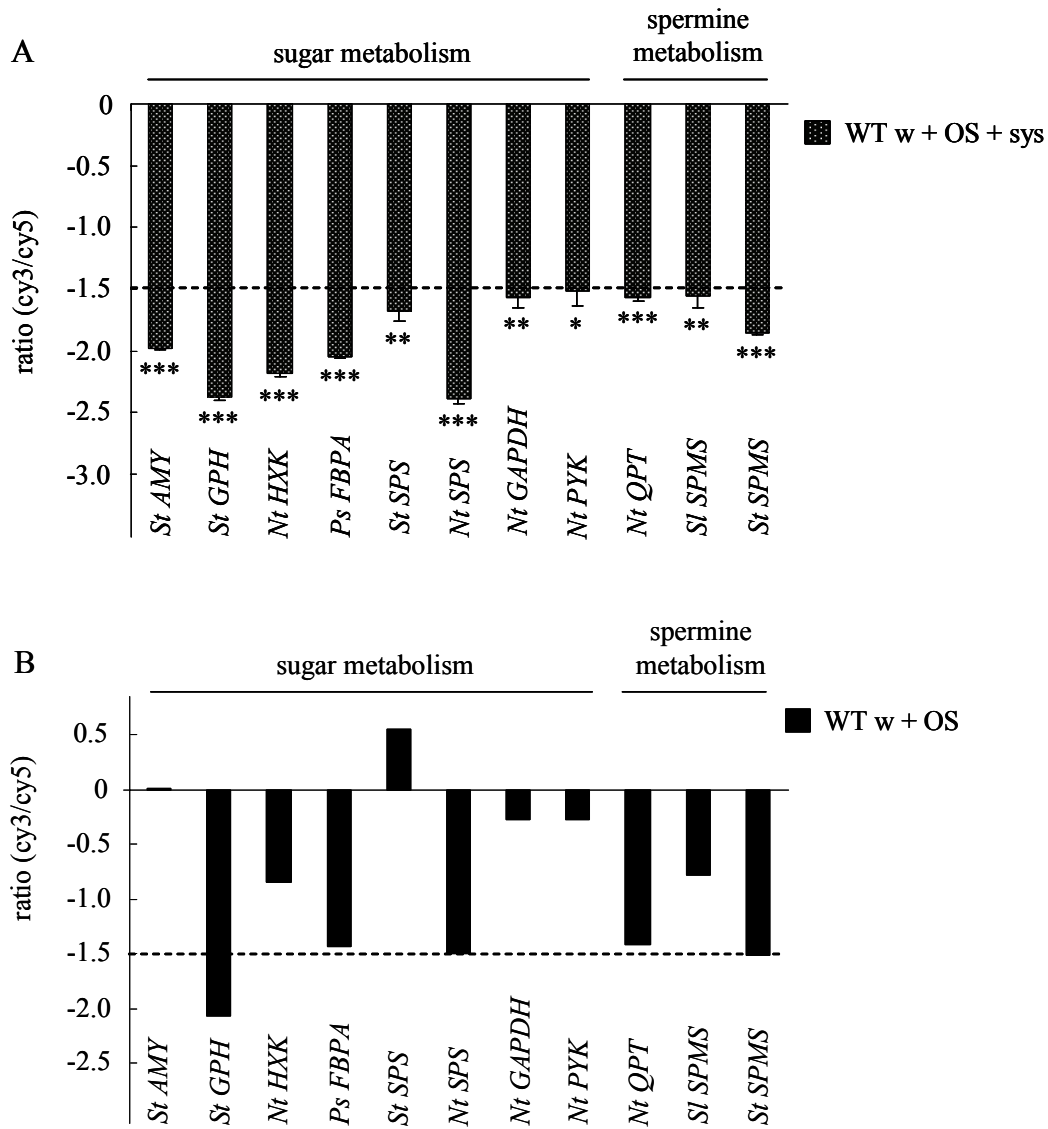 A
sugar metabolism
spermine
metabolism
0
-0.5
-1.0
-1.5
-2.0
-2.5
-3.0
ratio (cy3/cy5)
WT w + OS + sys
***
***
***
***
**
***
**
*
***
**
***
St AMY
St GPH
Nt HXK
Ps FBPA
St SPS
Nt SPS
Nt GAPDH
Nt PYK
Nt QPT
Sl SPMS
St SPMS
B
sugar metabolism
spermine
metabolism
0.5
0
-0.5
-1.0
-1.5
-2.0
-2.5
ratio (cy3/cy5)
WT w + OS
St AMY
St GPH
Nt HXK
Ps FBPA
St SPS
Nt SPS
Nt GAPDH
Nt PYK
Nt QPT
Sl SPMS
St SPMS